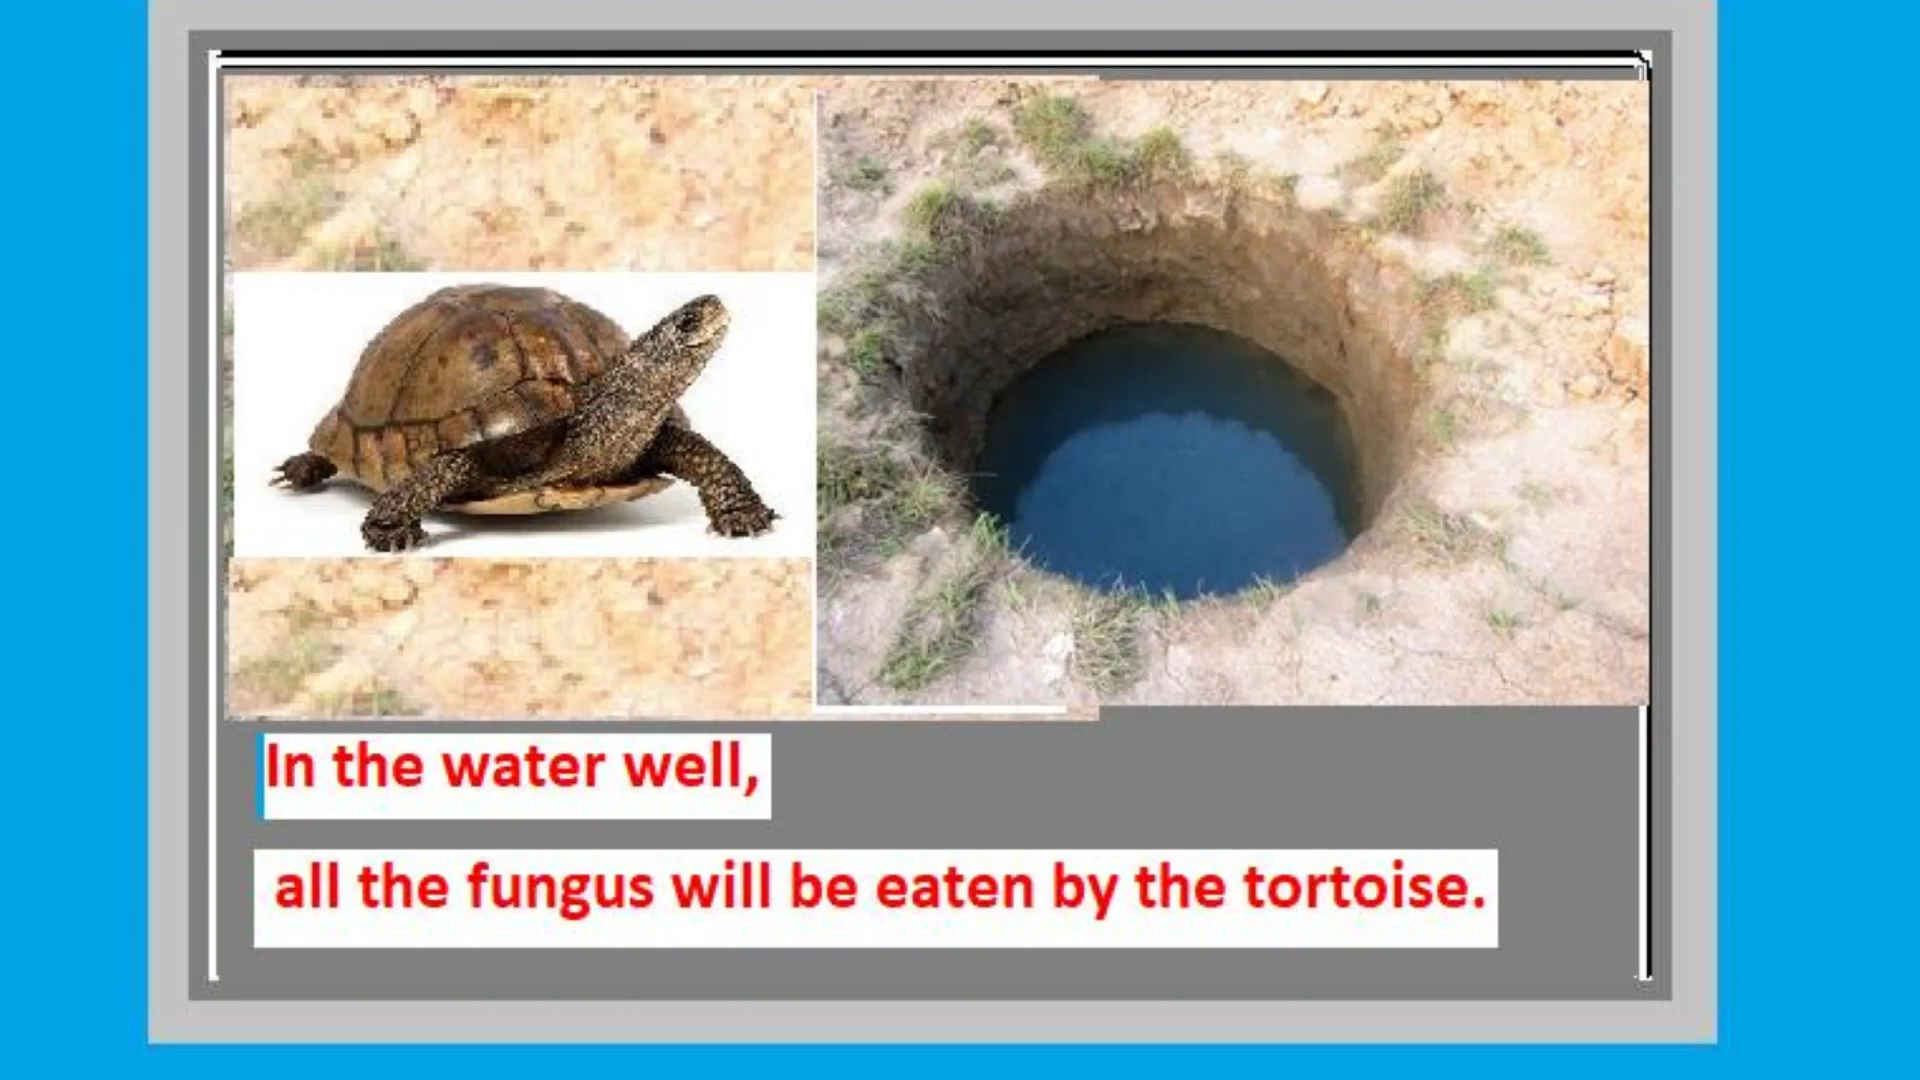 In the water well,
all the fungus will be eaten by the tortoise.